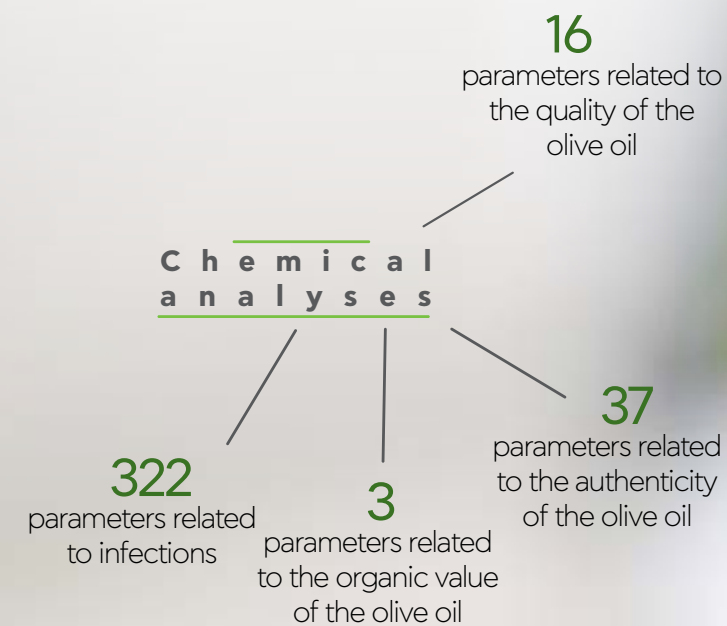 16
parameters related to
the quality of the
olive oil
Chemical
analyses
37
parameters related
to the authenticity
of the olive oil
322
parameters related
to infections
3
parameters related
to the organic value
of the olive oil